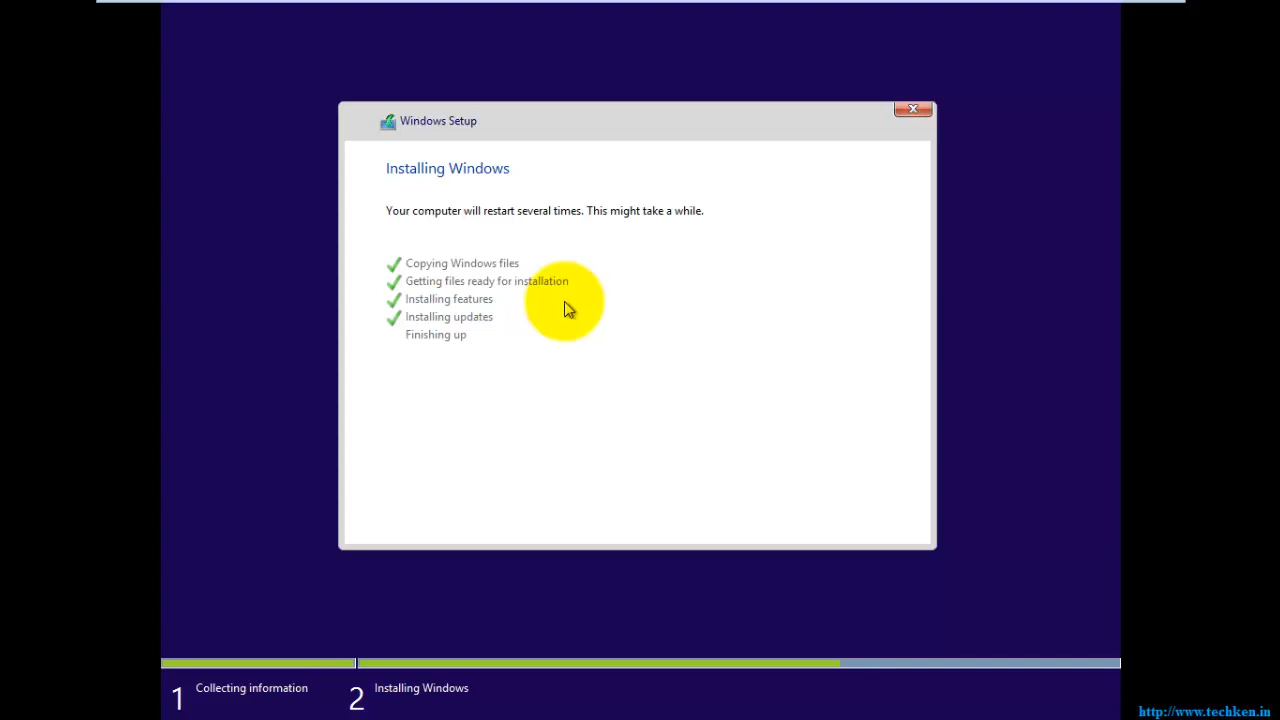 Windows Setup
Installing Windows
Your computer will restart several times. This might take a while.
Copying Windows files
Getting files ready for installation
Installing features
Installing updates
Finishing up
1 Collecting information
2 Installing Windows
http://www.techken.in